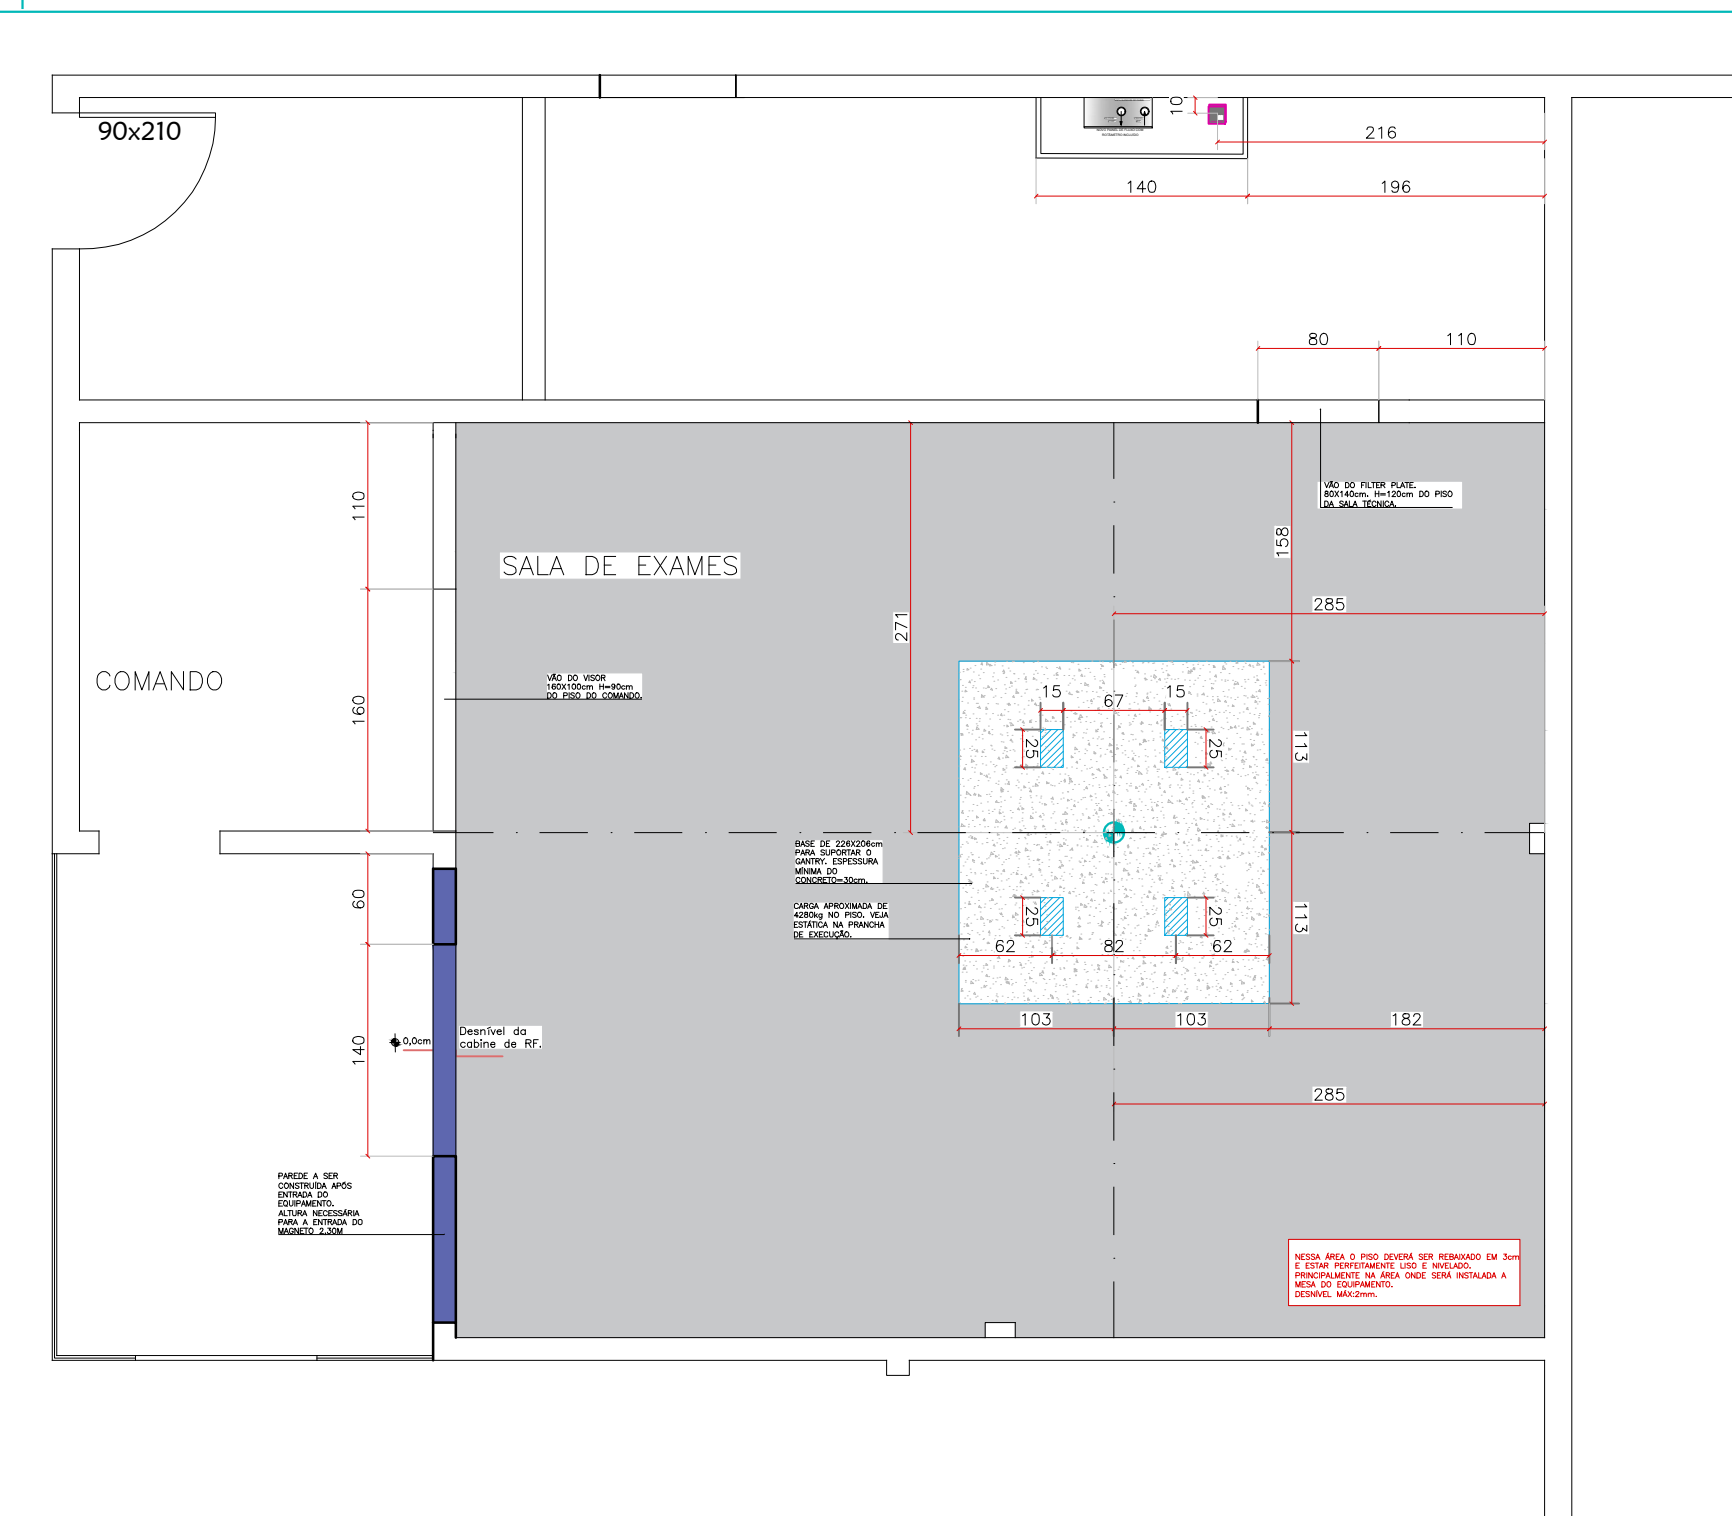 90x210
10
216
140
196
80
110
110
160
271
158
285
VÃO DO FILTER PLATE.
80X140cm. H=120cm DO PISO
DA SALA TÉCNICA.
SALA DE EXAMES
COMANDO
VÃO DO VISOR
160X100cm H=90cm
DO PISO DO COMANDO.
15
67
15
25
25
113
BASE DE 226X206cm
PARA SUPORTAR O
GANTRY. ESPESSURA
MÍNIMA DO
CONCRETO=30cm.
CARGA APROXIMADA DE
4280kg NO PISO. VEJA
ESTÁTICA NA PRANCHA
DE EXECUÇÃO.
60
25
25
113
62
82
62
103
103
182
140
0,0cm
Desnível da
cabine de RF.
285
PAREDE A SER
CONSTRUÍDA APÓS
ENTRADA DO
EQUIPAMENTO.
ALTURA NECESSÁRIA
PARA A ENTRADA DO
MAGNETO 2.30M
NESSA ÁREA O PISO DEVERÁ SER REBAIXADO EM 3cm
E ESTAR PERFEITAMENTE LISO E NIVELADO.
PRINCIPALMENTE NA ÁREA ONDE SERÁ INSTALADA A
MESA DO EQUIPAMENTO.
DESNÍVEL MÁX:2mm.